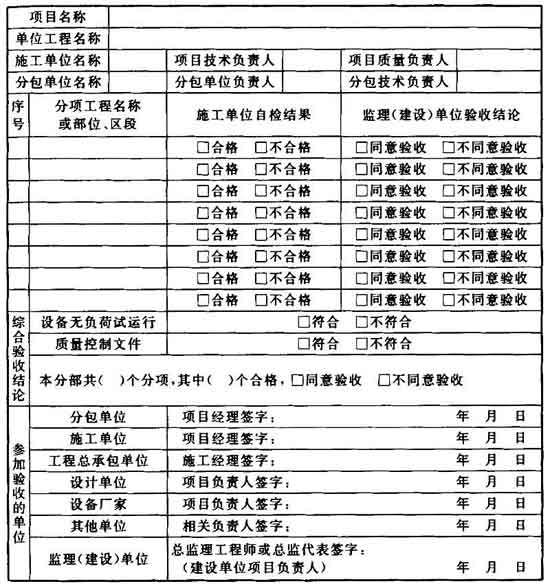 项目名称
单位工程名称
施工单位名称 项目技术负责人 项目质量负责人
分包单位名称 分包单位负责人 分包技术负责人
序号 分项工程名称或部位、区段 施工单位自检结果 监理(建设)单位验收结论
□合格 □不合格 □同意验收 □不同意验收
□合格 □不合格 □同意验收 □不同意验收
□合格 □不合格 □同意验收 □不同意验收
□合格 □不合格 □同意验收 □不同意验收
□合格 □不合格 □同意验收 □不同意验收
□合格 □不合格 □同意验收 □不同意验收
□合格 □不合格 □同意验收 □不同意验收
□合格 □不合格 □同意验收 □不同意验收
综合验收结论
设备无负荷试运行 □符合 □不符合
质量控制文件 □符合 □不符合
本分部共( )个分项,其中( )个合格,□同意验收 □不同意验收
参加验收的单位
分包单位 项目经理签字: 年 月 日
施工单位 项目经理签字: 年 月 日
工程总承包单位 施工经理签字: 年 月 日
设计单位 项目负责人签字: 年 月 日
设备厂家 项目负责人签字: 年 月 日
其他单位 相关负责人签字: 年 月 日
监理(建设)单位 总监理工程师或总监代表签字:
(建设单位项目负责人) 年 月 日